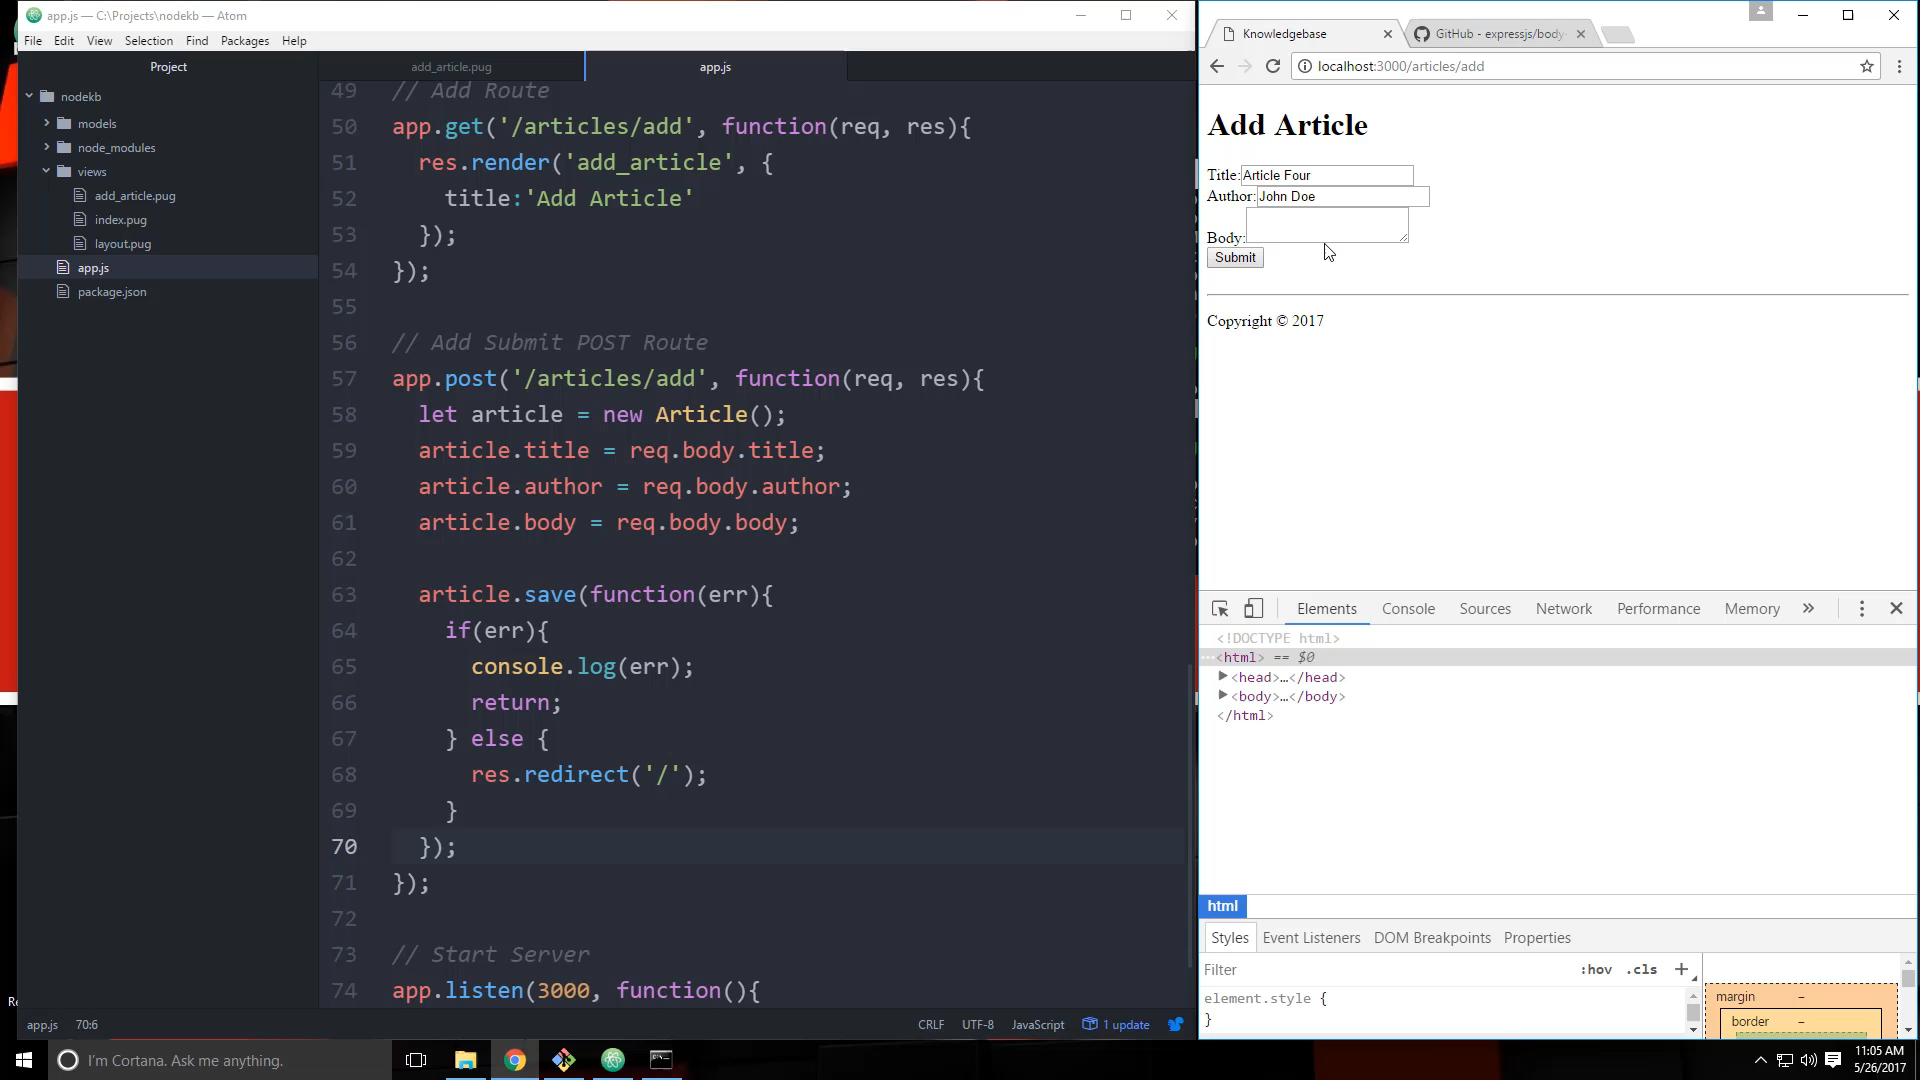 app.js — C:\Projects\nodekb — Atom
File Edit View Selection Find Packages Help
Project
nodekb
models
node_modules
views
add_article.pug
index.pug
layout.pug
app.js
package.json
add_article.pug
app.js
49 // Add Route
50 app.get('/articles/add', function(req, res){
51 res.render('add_article', {
52 title:'Add Article'
53 });
54 });
55
56 // Add Submit POST Route
57 app.post('/articles/add', function(req, res){
58 let article = new Article();
59 article.title = req.body.title;
60 article.author = req.body.author;
61 article.body = req.body.body;
62
63 article.save(function(err){
64 if(err){
65 console.log(err);
66 return;
67 } else {
68 res.redirect('/');
69 }
70 });
71 });
72
73 // Start Server
74 app.listen(3000, function(){
app.js 70:6 CRLF UTF-8 JavaScript 1 update
Knowledgebase
GitHub - expressjs/body
localhost:3000/articles/add
Add Article
Title: Article Four
Author: John Doe
Body:
Submit
Copyright © 2017
Elements Console Sources Network Performance Memory »
<!DOCTYPE html>
···<html> == $0
<head>…</head>
<body>…</body>
</html>
html
Styles Event Listeners DOM Breakpoints Properties
Filter :hov .cls +
element.style {
}
margin –
border –
I'm Cortana. Ask me anything.
11:05 AM
5/26/2017